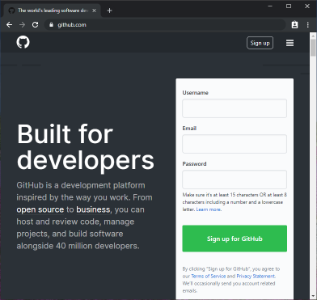 The world's leading software de
github.com
Sign up
Built for
developers
GitHub is a development platform
inspired by the way you work. From
open source to business, you can
host and review code, manage
projects, and build software
alongside 40 million developers.
Username
Email
Password
Make sure it's at least 15 characters OR at least 8
characters including a number and a lowercase
letter. Learn more.
Sign up for GitHub
By clicking "Sign up for GitHub", you agree to
our Terms of Service and Privacy Statement.
We'll occasionally send you account related
emails.